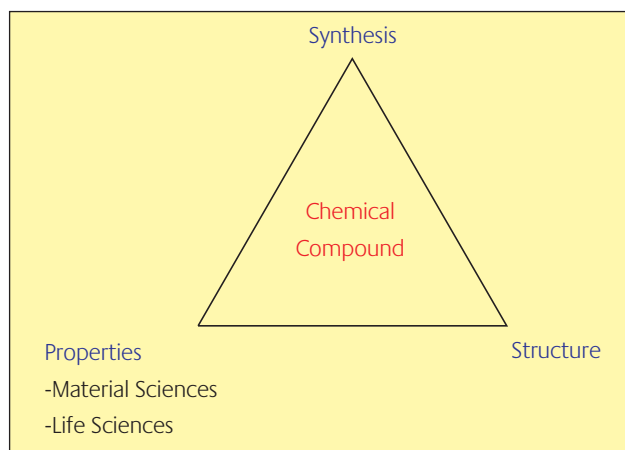 Synthesis
Chemical
Compound
Properties
Structure
-Material Sciences
-Life Sciences